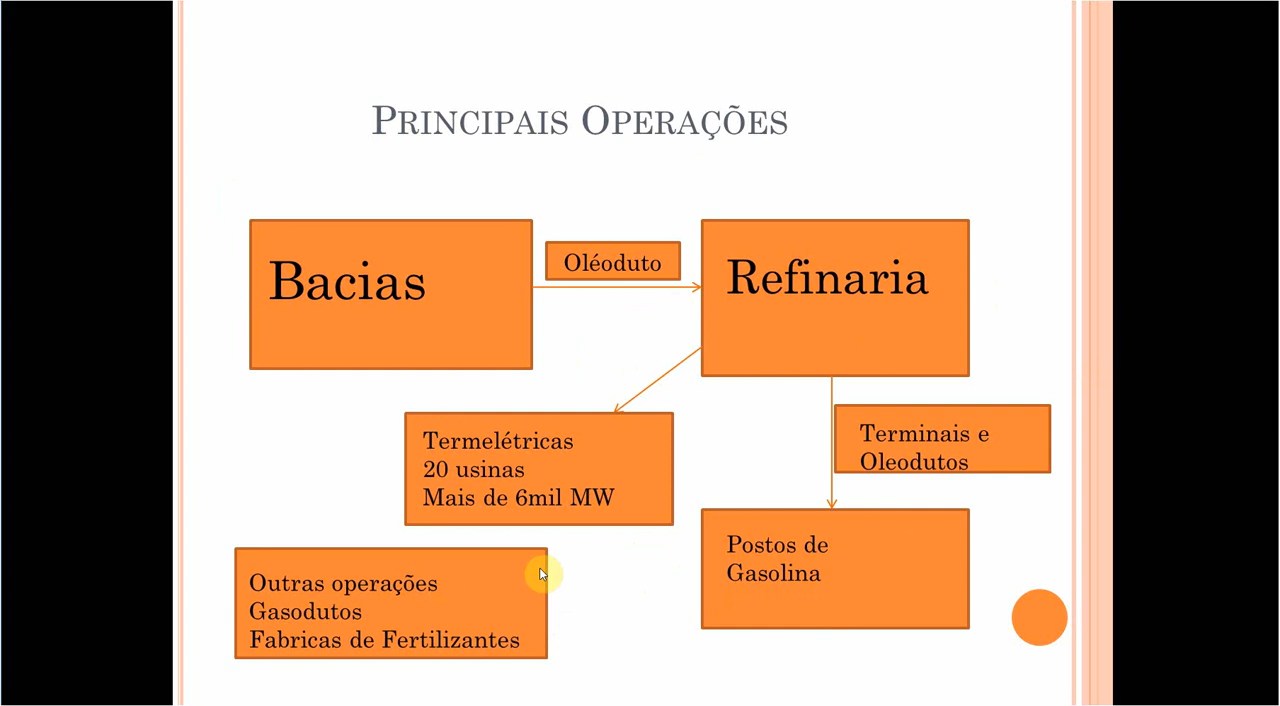 PRINCIPAIS OPERAÇÕES
Bacias
Oléoduto
Refinaria
Termelétricas
20 usinas
Mais de 6mil MW
Terminais e
Oleodutos
Outras operações
Gasodutos
Fabricas de Fertilizantes
Postos de
Gasolina